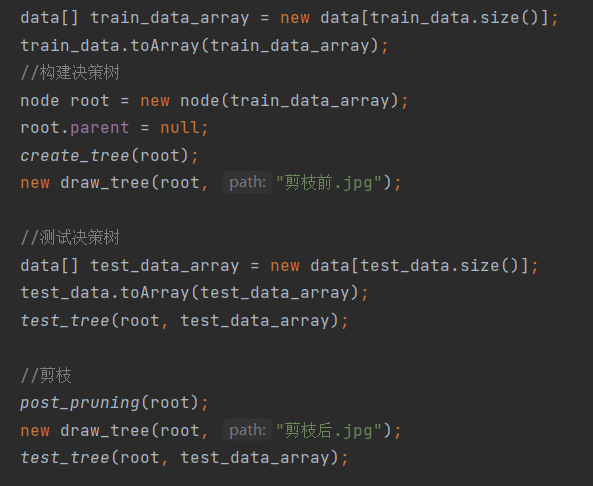 data[] train_data_array = new data[train_data.size()];
train_data.toArray(train_data_array);
//构建决策树
node root = new node(train_data_array);
root.parent = null;
create_tree(root);
new draw_tree(root, path: "剪枝前.jpg");
//测试决策树
data[] test_data_array = new data[test_data.size()];
test_data.toArray(test_data_array);
test_tree(root, test_data_array);
//剪枝
post_pruning(root);
new draw_tree(root, path: "剪枝后.jpg");
test_tree(root, test_data_array);